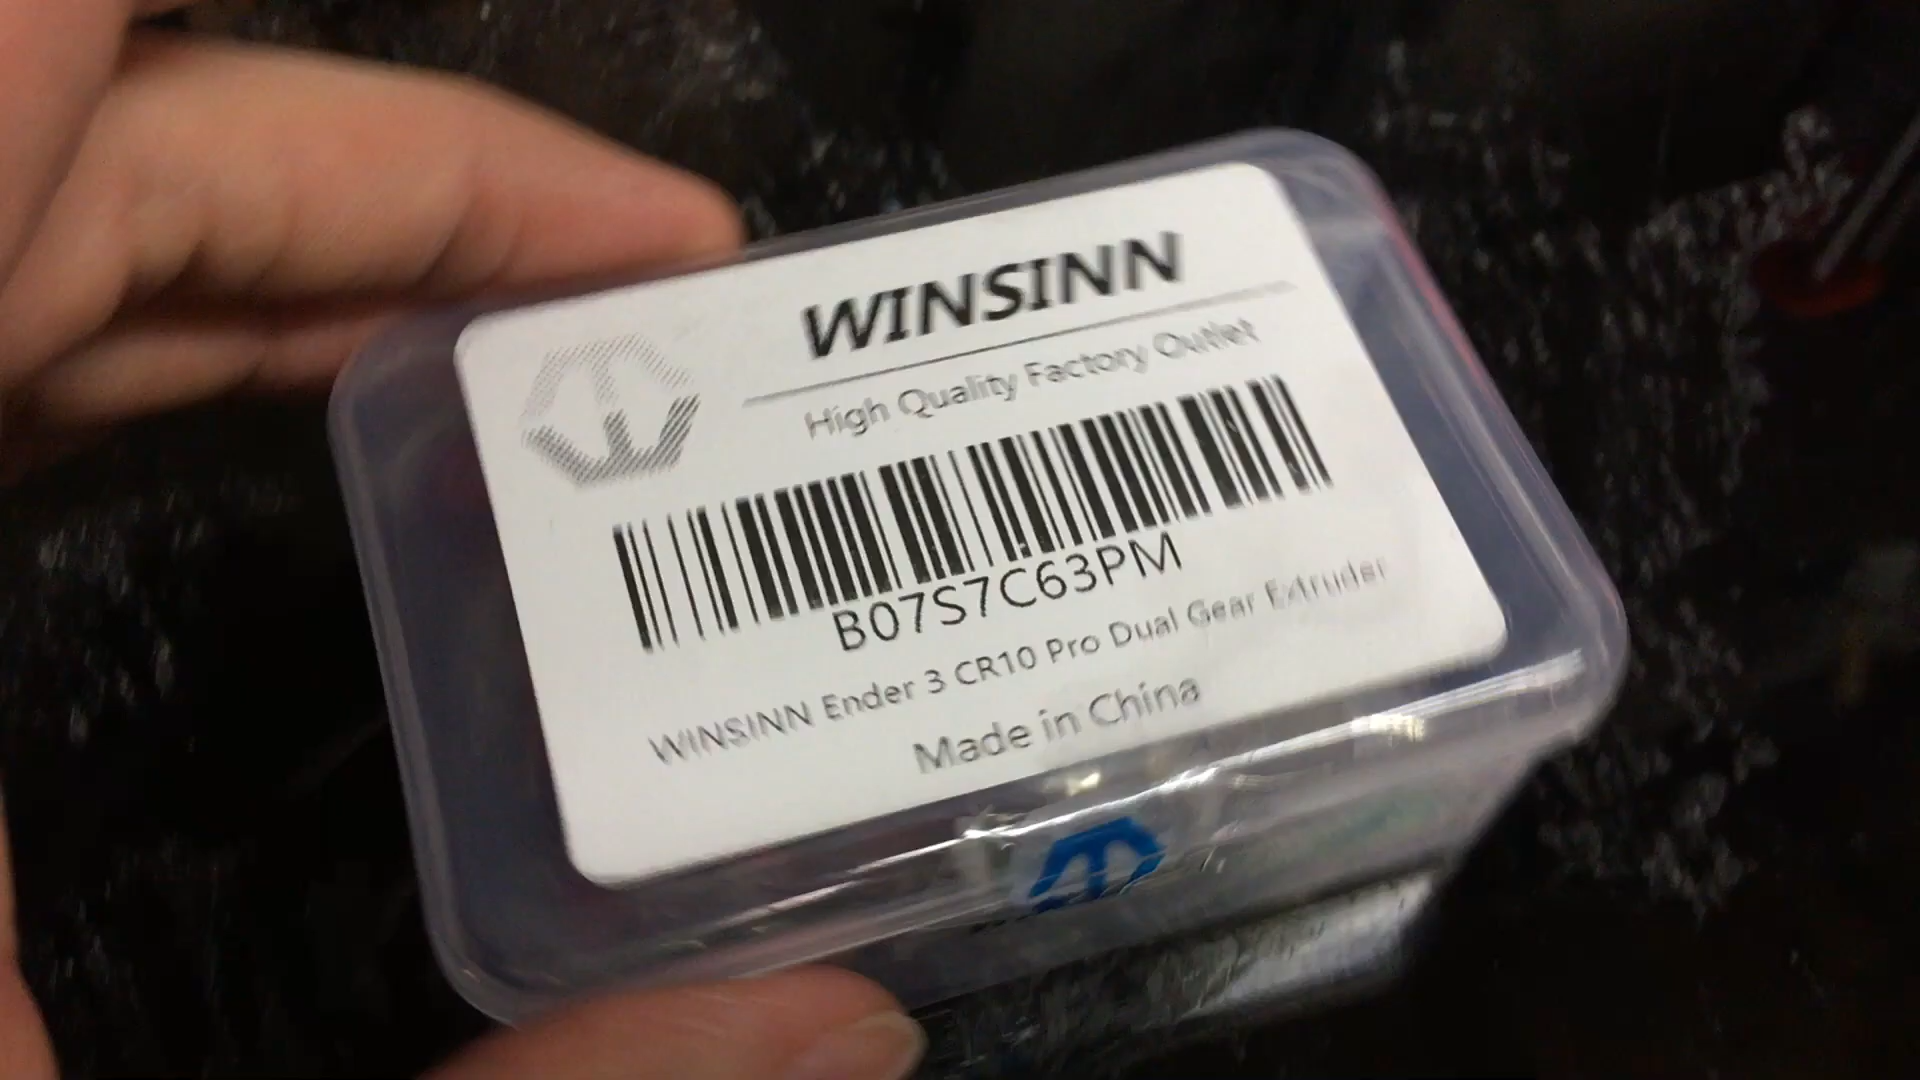 WINSINN
High Quality Factory Outlet
B07S7C63PM
WINSINN Ender 3 CR10 Pro Dual Gear Extruder
Made in China